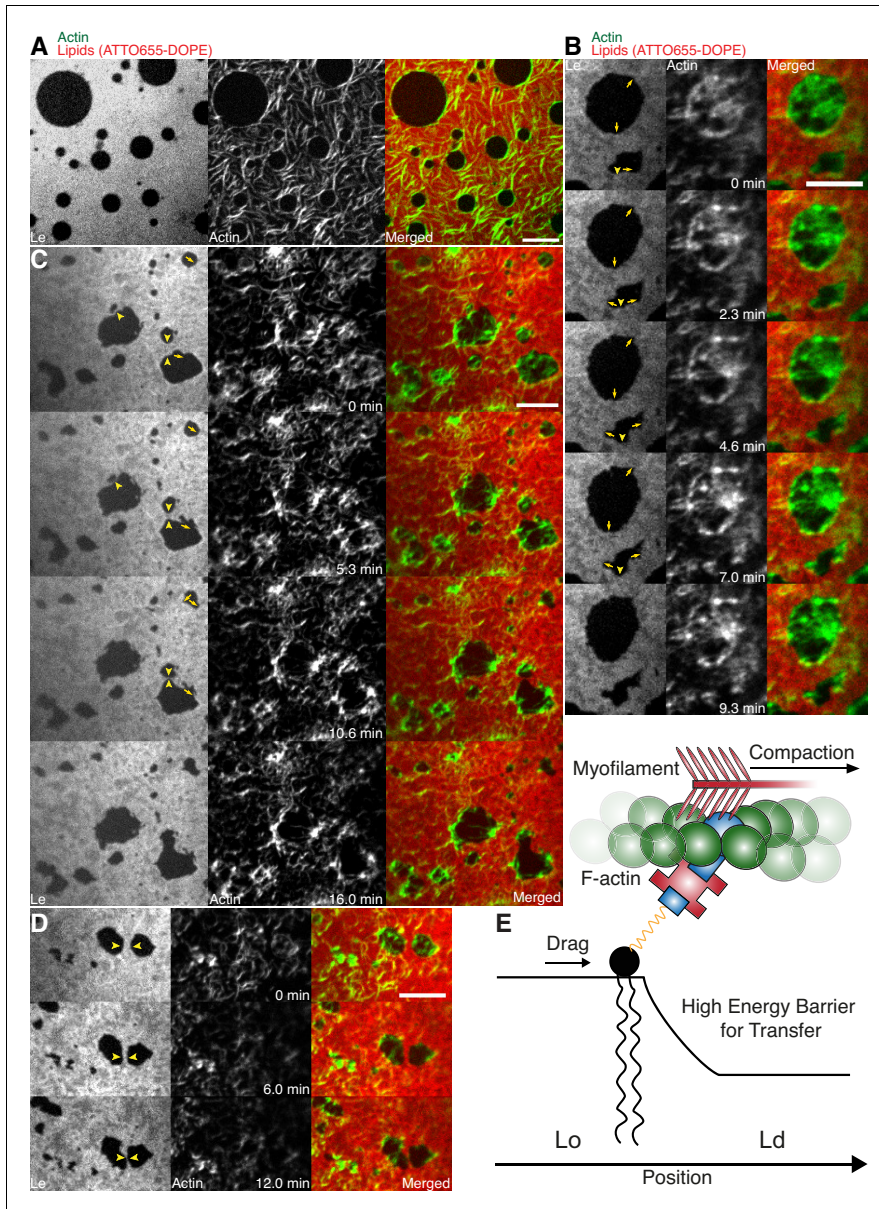 A
Actin
Lipids (ATTO655-DOPE)
Le
Actin
Merged
B
Actin
Lipids (ATTO655-DOPE)
Le
Actin
Merged
0 min
2.3 min
4.6 min
7.0 min
9.3 min
C
0 min
5.3 min
10.6 min
Le
Actin
16.0 min
Merged
D
0 min
6.0 min
Le
Actin
12.0 min
Merged
E
Myofilament
Compaction
F-actin
Drag
High Energy Barrier
for Transfer
Lo
Ld
Position